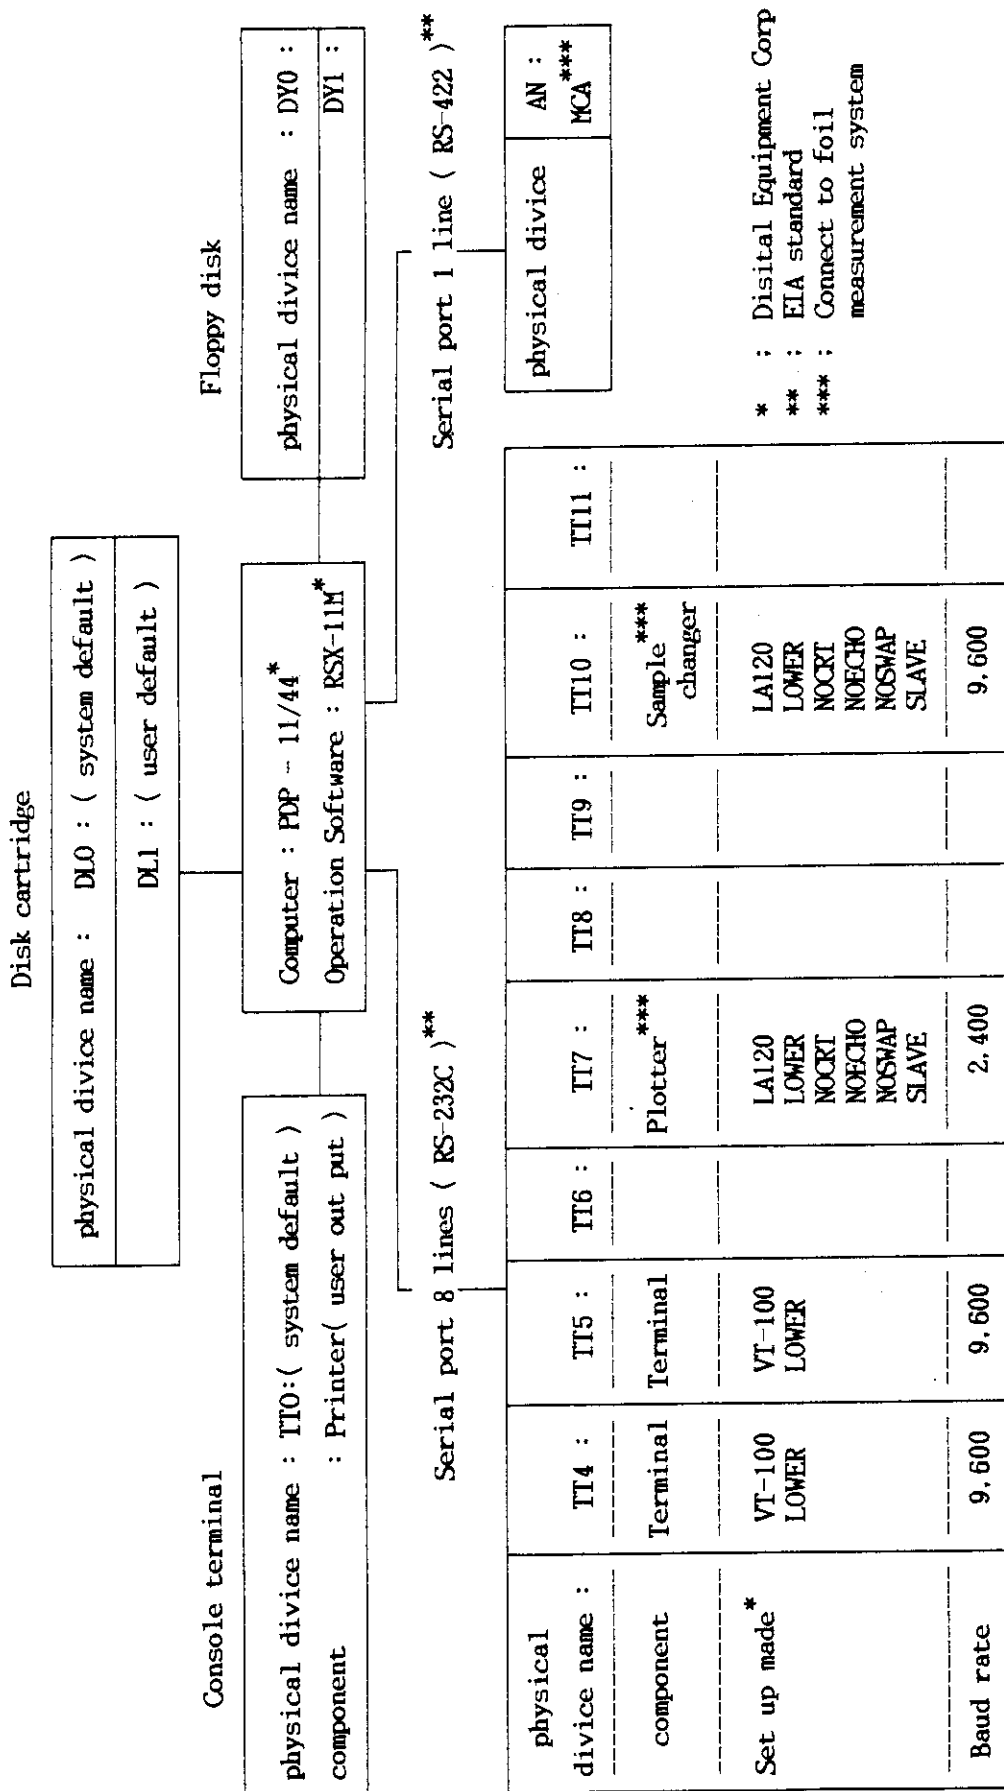 Disk cartridge
physical divice name : DL0 : ( system default )
DL1 : ( user default )
Console terminal
physical divice name : TT0:( system default )
component : Printer( user out put )
Computer : PDP - 11/44*
Operation Software : RSX-11M*
Floppy disk
physical divice name : DY0 :
DY1 :
Serial port 8 lines ( RS-232C )**
Serial port 1 line ( RS-422 )**
physical divice AN :
MCA***
physical
divice name : TT4 : TT5 : TT6 : TT7 : TT8 : TT9 : TT10 : TT11 :
component Terminal Terminal Plotter*** Sample***
changer
Set up made* VT-100 VT-100 LA120 LA120
LOWER LOWER LOWER LOWER
NOCRT NOCRT
NOECHO NOECHO
NOSWAP NOSWAP
SLAVE SLAVE
Baud rate 9.600 9.600 2.400 9.600
* ; Disital Equipment Corp
** ; EIA standard
*** ; Connect to foil
measurement system